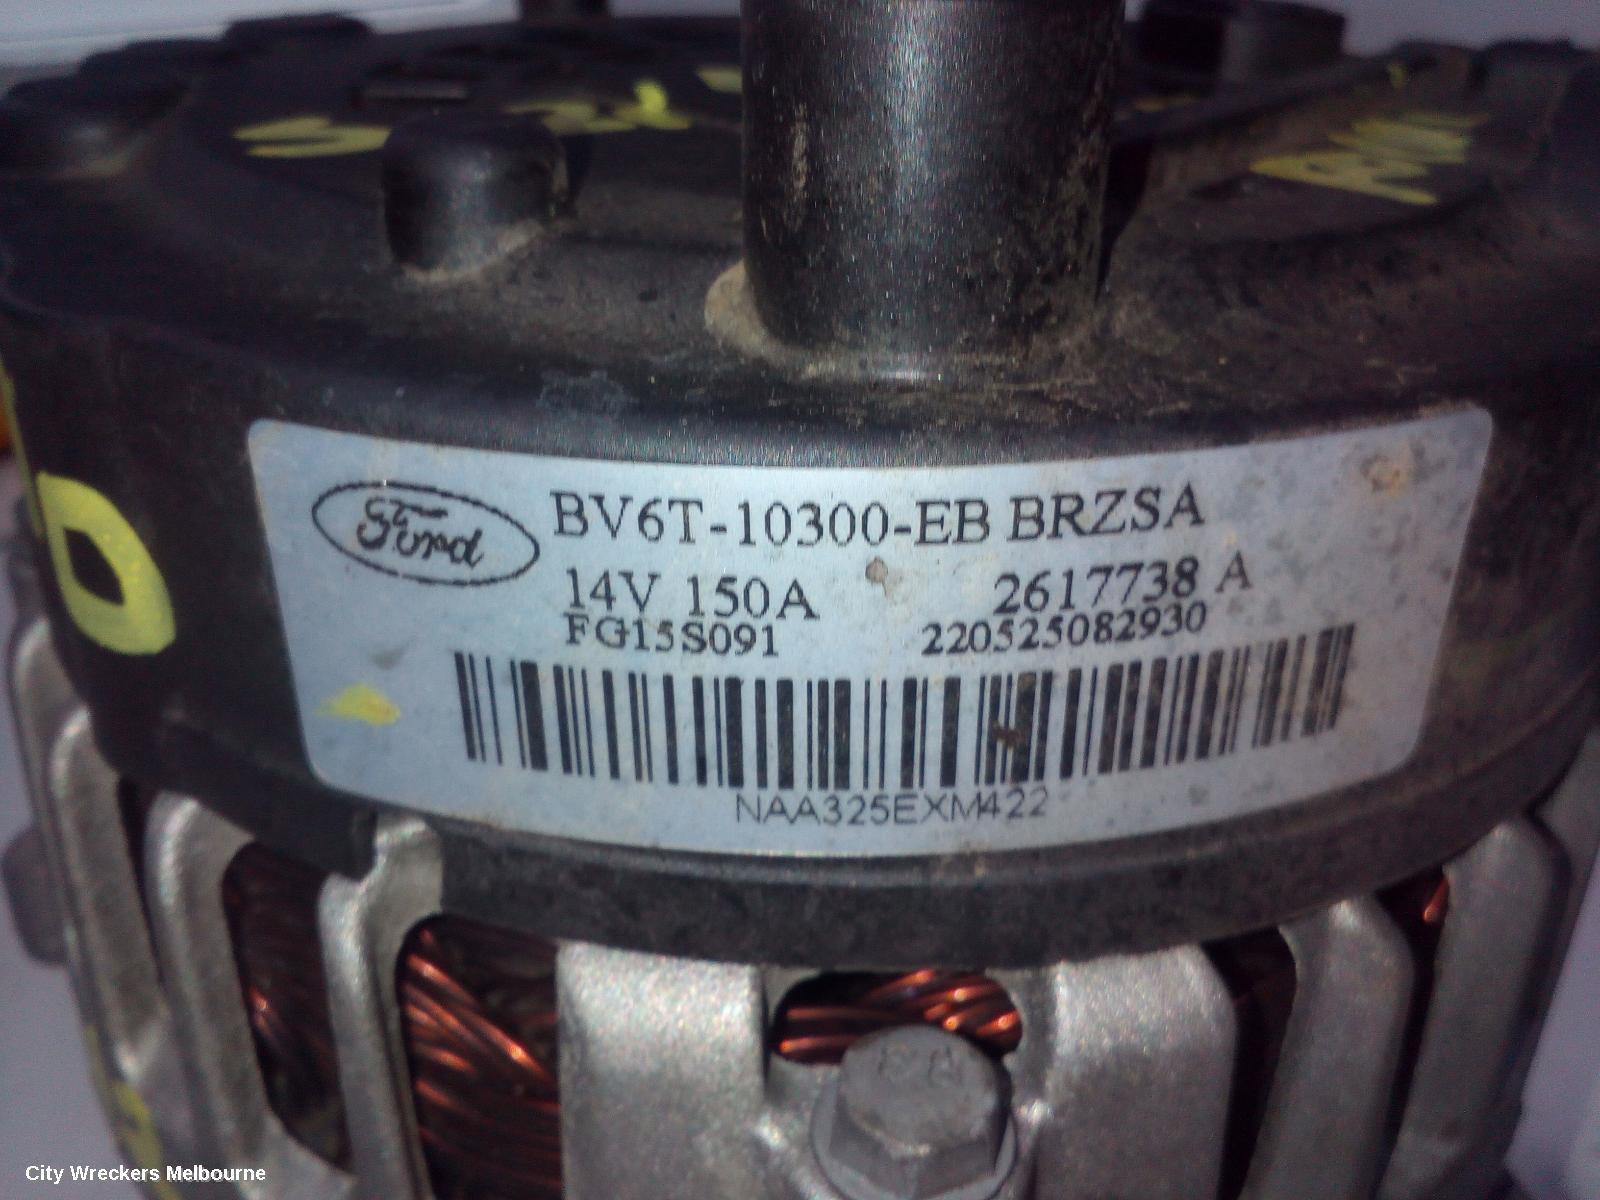 Ford
BV6T-10300-EB BRZSA
14V 150A 2617738 A
FG15S091 220525082930
NAA325EXM422
City Wreckers Melbourne